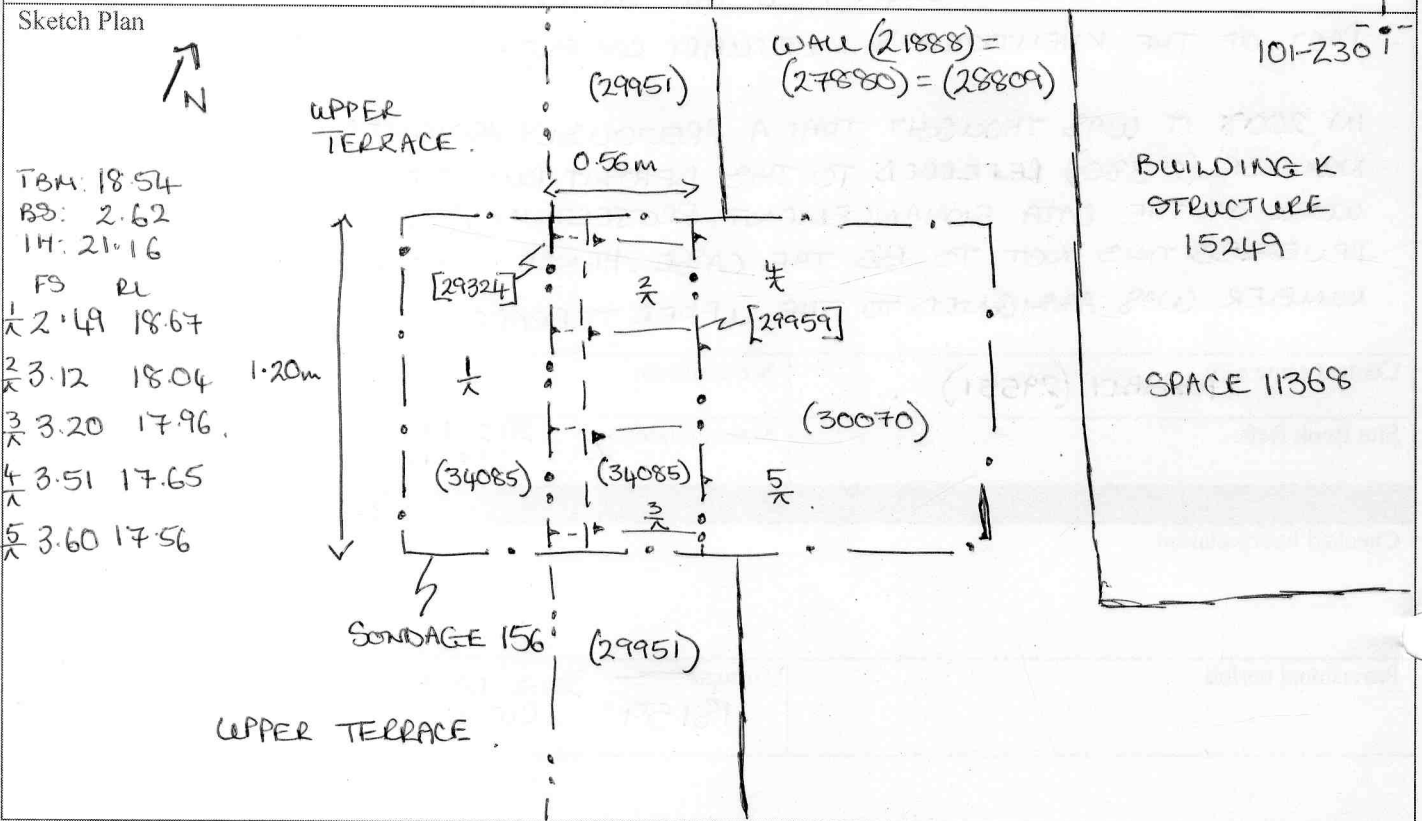 Sketch Plan
N
UPPER
TERRACE.
(29951)
WALL (21888) =
(27880) = (28809)
101-230
TBM: 18.54
BS: 2.62
IH: 21.16
FS RL
1/⊼ 2.49 18.67
2/⊼ 3.12 18.04
3/⊼ 3.20 17.96.
4/⊼ 3.51 17.65
5/⊼ 3.60 17.56
0.56m
1.20m
[29324]
2/⊼
4/⊼
[29959]
1/⊼
(30070)
(34085)
(34085)
3/⊼
5/⊼
BUILDING K
STRUCTURE
15249
SPACE 11368
SONDAGE 156
(29951)
UPPER TERRACE.